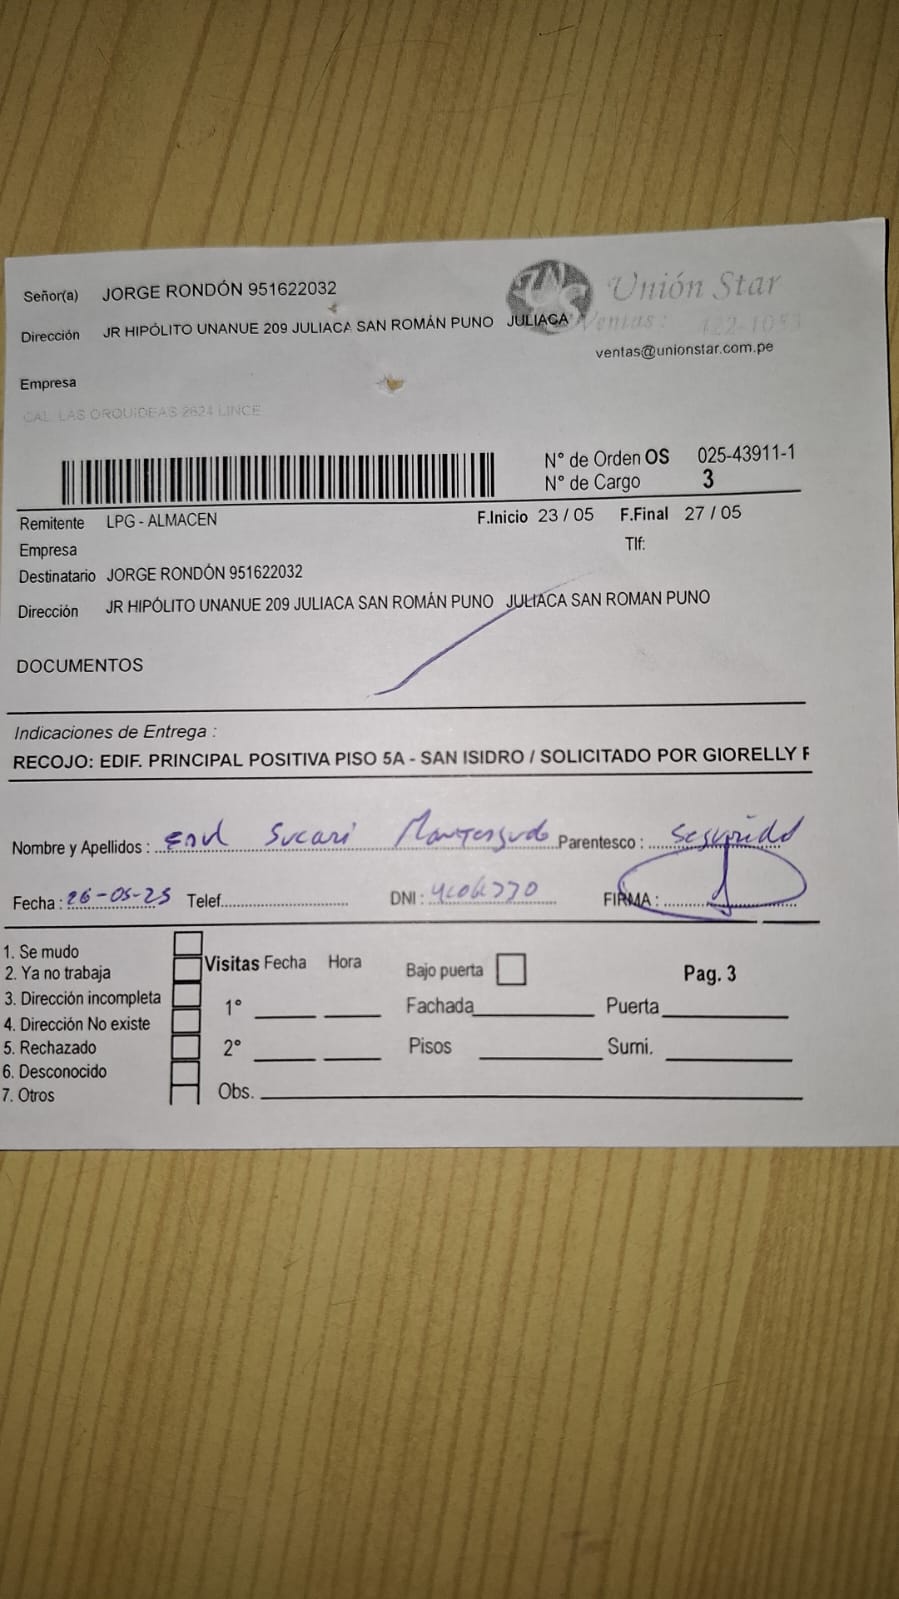 Señor(a) JORGE RONDÓN 951622032
Unión Star
Dirección JR HIPÓLITO UNANUE 209 JULIACA SAN ROMÁN PUNO JULIACA
Ventas: 422-1053
ventas@unionstar.com.pe
Empresa
CAL. LAS ORQUIDEAS 2624 LINCE
N° de Orden OS 025-43911-1
N° de Cargo 3
Remitente LPG - ALMACEN F.Inicio 23 / 05 F.Final 27 / 05
Empresa Tlf:
Destinatario JORGE RONDÓN 951622032
Dirección JR HIPÓLITO UNANUE 209 JULIACA SAN ROMÁN PUNO JULIACA SAN ROMAN PUNO
DOCUMENTOS
Indicaciones de Entrega :
RECOJO: EDIF. PRINCIPAL POSITIVA PISO 5A - SAN ISIDRO / SOLICITADO POR GIORELLY
Nombre y Apellidos : Sucari Parentesco : Seguridad
Fecha : 26-05-25 Telef. DNI : FIRMA :
1. Se mudo
2. Ya no trabaja Visitas Fecha Hora Bajo puerta Pag. 3
3. Dirección incompleta 1° Fachada Puerta
4. Dirección No existe
5. Rechazado 2° Pisos Sumi.
6. Desconocido
7. Otros Obs.